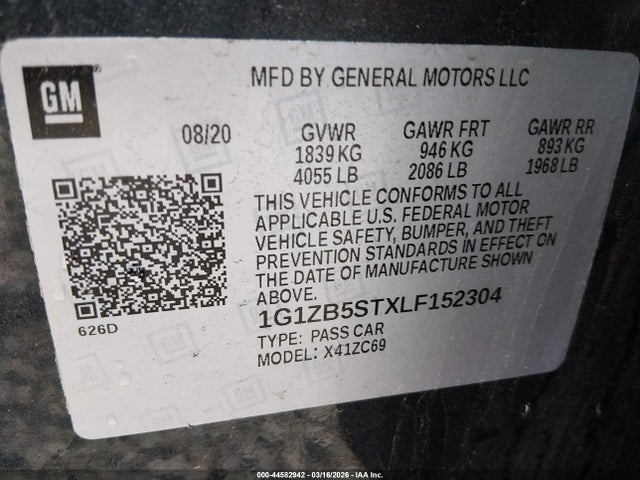 GM
MFD BY GENERAL MOTORS LLC
08/20
GVWR GAWR FRT GAWR RR
1839 KG 946 KG 893 KG
4055 LB 2086 LB 1968 LB
THIS VEHICLE CONFORMS TO ALL
APPLICABLE U.S. FEDERAL MOTOR
VEHICLE SAFETY, BUMPER, AND THEFT
PREVENTION STANDARDS IN EFFECT ON
THE DATE OF MANUFACTURE SHOWN
ABOVE.
626D
1G1ZB5STXLF152304
TYPE: PASS CAR
MODEL: X41ZC69
000-44582942 - 03/16/2026 - IAA Inc.